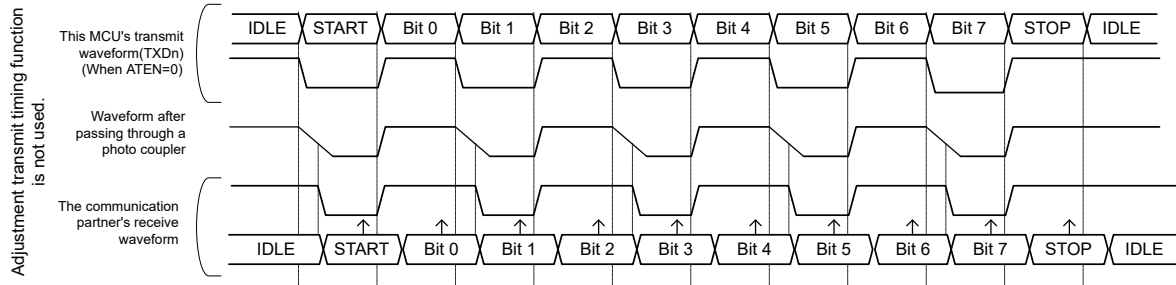 Adjustment transmit timing function
is not used.
This MCU's transmit
waveform(TXDn)
(When ATEN=0)
IDLE START Bit 0 Bit 1 Bit 2 Bit 3 Bit 4 Bit 5 Bit 6 Bit 7 STOP IDLE
Waveform after
passing through a
photo coupler
The communication
partner's receive
waveform
IDLE START Bit 0 Bit 1 Bit 2 Bit 3 Bit 4 Bit 5 Bit 6 Bit 7 STOP IDLE